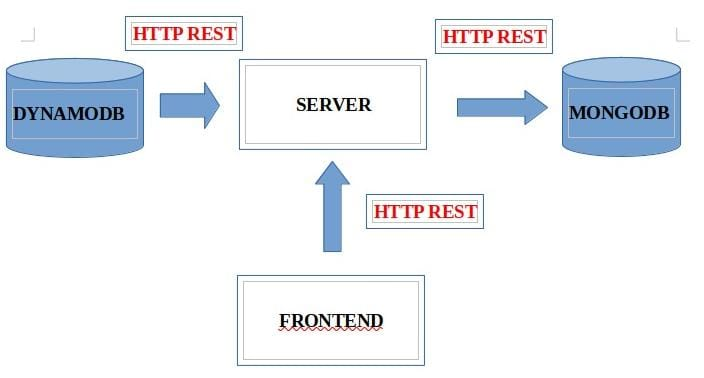 HTTP REST
HTTP REST
DYNAMODB
SERVER
MONGODB
HTTP REST
FRONTEND